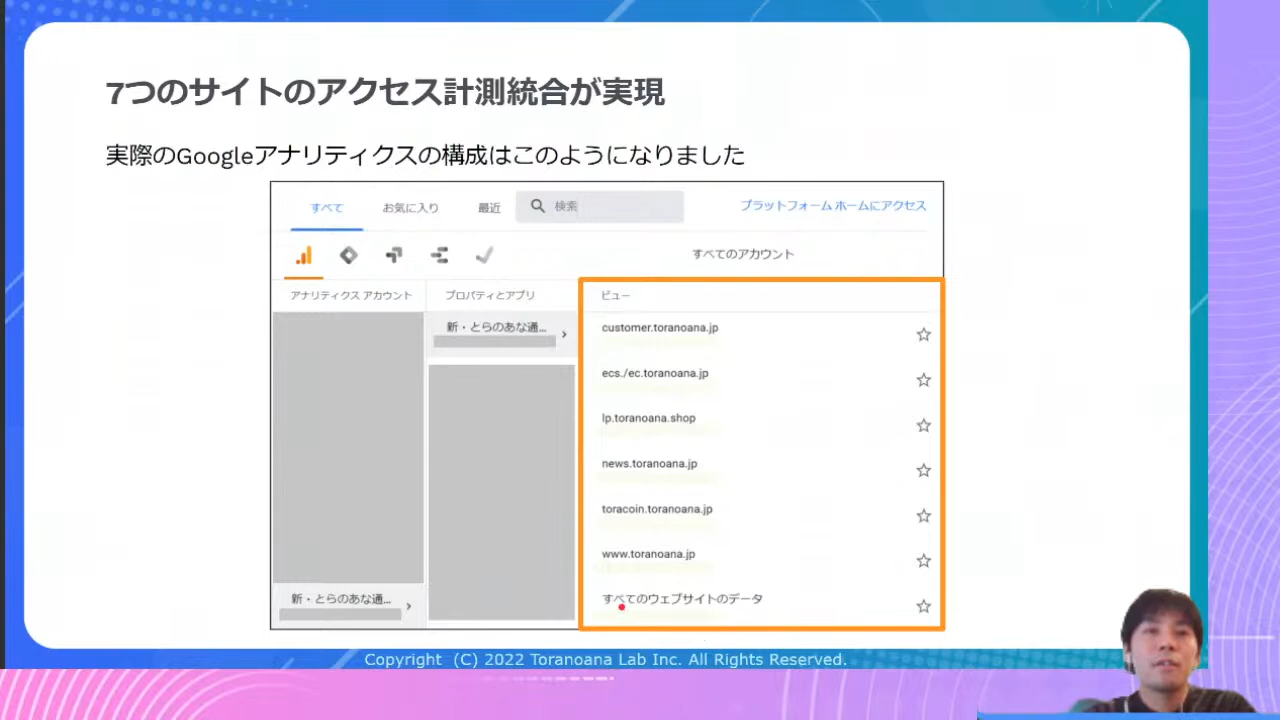 7つのサイトのアクセス計測統合が実現
実際のGoogleアナリティクスの構成はこのようになりました
すべて お気に入り 最近 検索 プラットフォーム ホームにアクセス
すべてのアカウント
アナリティクス アカウント プロパティとアプリ ビュー
新・とらのあな通...
customer.toranoana.jp
ecs./ec.toranoana.jp
lp.toranoana.shop
news.toranoana.jp
toracoin.toranoana.jp
www.toranoana.jp
新・とらのあな通... すべてのウェブサイトのデータ
Copyright (C) 2022 Toranoana Lab Inc. All Rights Reserved.